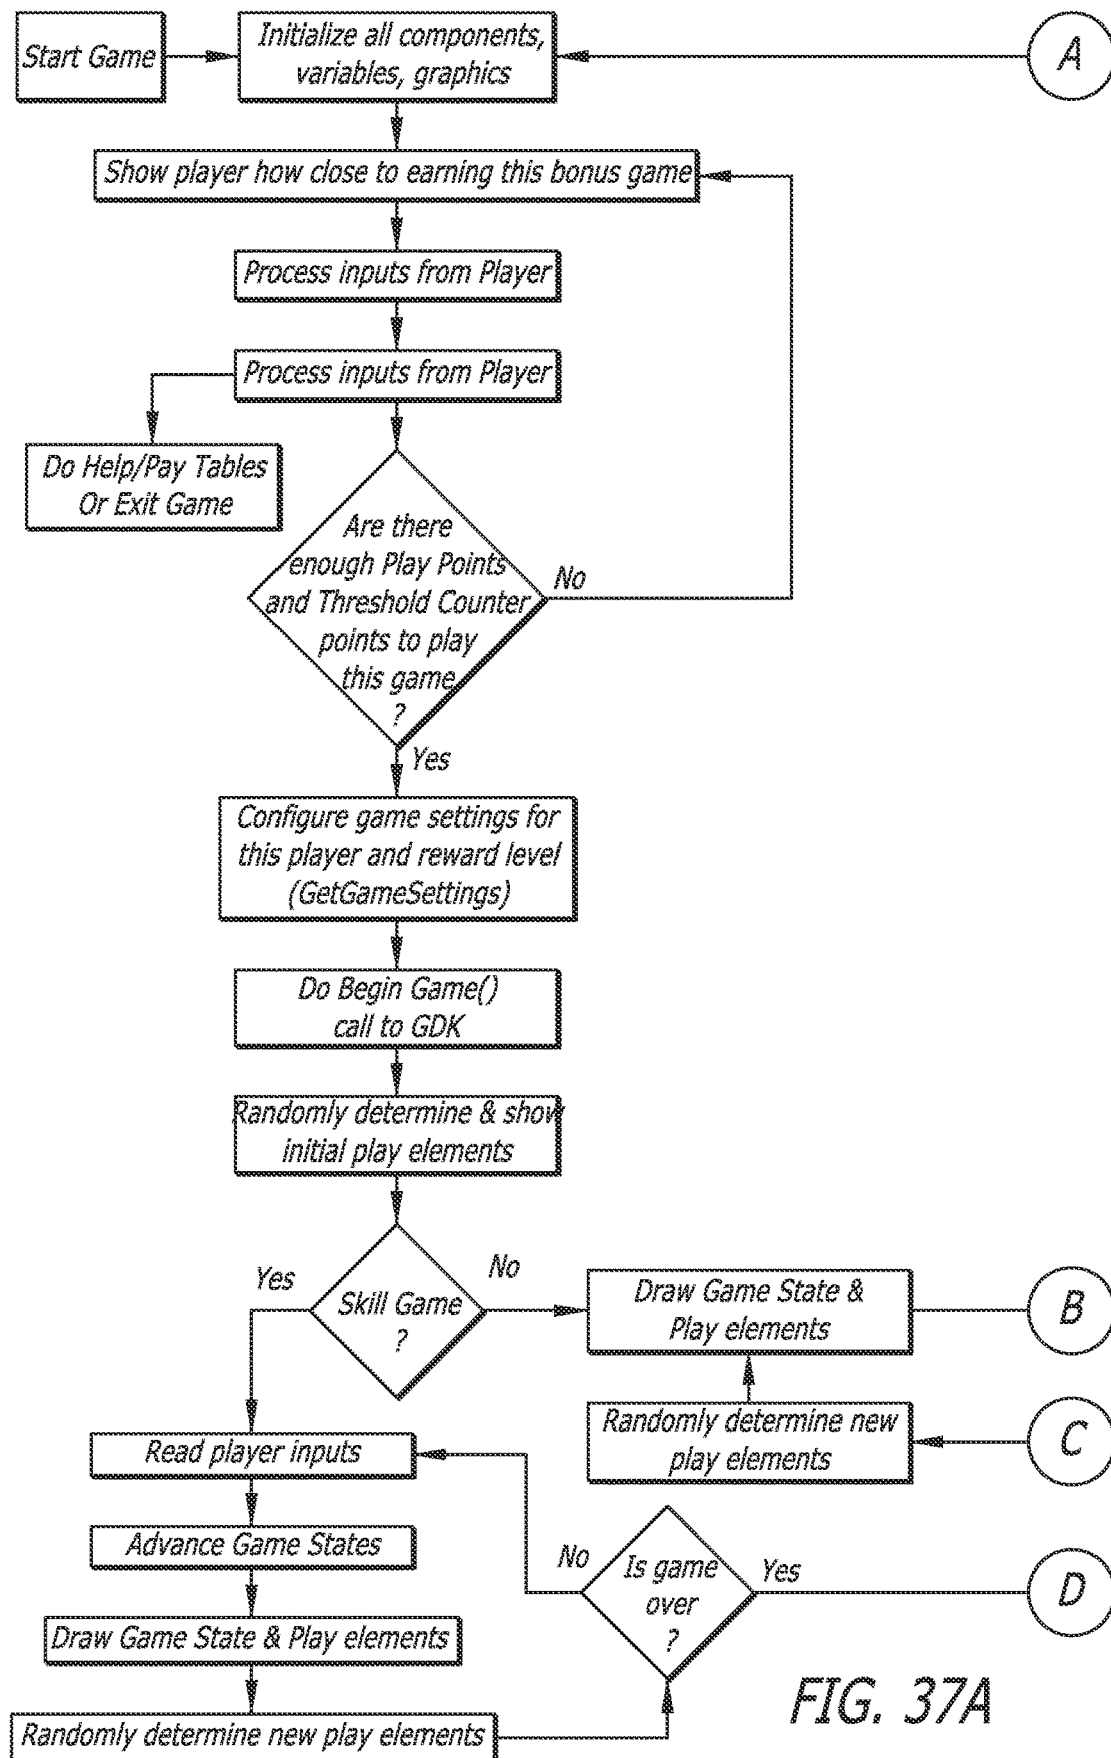 Start Game
Initialize all components,
variables, graphics
A
Show player how close to earning this bonus game
Process inputs from Player
Process inputs from Player
Do Help/Pay Tables
Or Exit Game
Are there
enough Play Points
and Threshold Counter
points to play
this game
?
No
Yes
Configure game settings for
this player and reward level
(GetGameSettings)
Do Begin Game()
call to GDK
Randomly determine & show
initial play elements
Skill Game
?
Yes
No
Draw Game State &
Play elements
B
Randomly determine new
play elements
C
Read player inputs
Advance Game States
Draw Game State & Play elements
Randomly determine new play elements
Is game
over
?
No
Yes
D
FIG. 37A